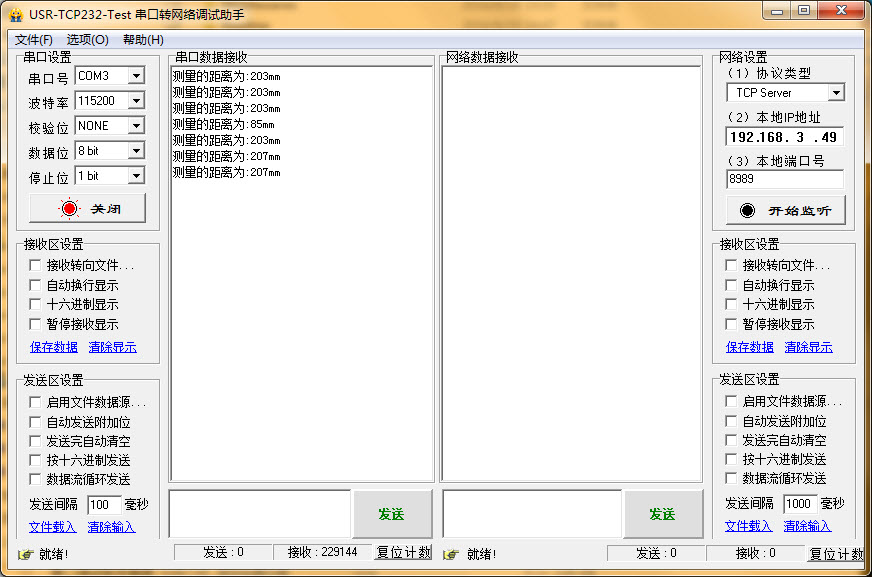 USR-TCP232-Test 串口转网络调试助手
文件(F) 选项(O) 帮助(H)
串口设置
串口号 COM3
波特率 115200
校验位 NONE
数据位 8 bit
停止位 1 bit
关闭
接收区设置
接收转向文件...
自动换行显示
十六进制显示
暂停接收显示
保存数据 清除显示
发送区设置
启用文件数据源...
自动发送附加位
发送完自动清空
按十六进制发送
数据流循环发送
发送间隔 100 毫秒
文件载入 清除输入
串口数据接收
测量的距离为:203mm
测量的距离为:203mm
测量的距离为:203mm
测量的距离为:85mm
测量的距离为:203mm
测量的距离为:207mm
测量的距离为:207mm
发送
网络数据接收
发送
网络设置
(1) 协议类型
TCP Server
(2) 本地IP地址
192.168. 3 .49
(3) 本地端口号
8989
开始监听
接收区设置
接收转向文件...
自动换行显示
十六进制显示
暂停接收显示
保存数据 清除显示
发送区设置
启用文件数据源...
自动发送附加位
发送完自动清空
按十六进制发送
数据流循环发送
发送间隔 1000 毫秒
文件载入 清除输入
就绪! 发送 : 0 接收 : 229144 复位计数 就绪! 发送 : 0 接收 : 0 复位计数